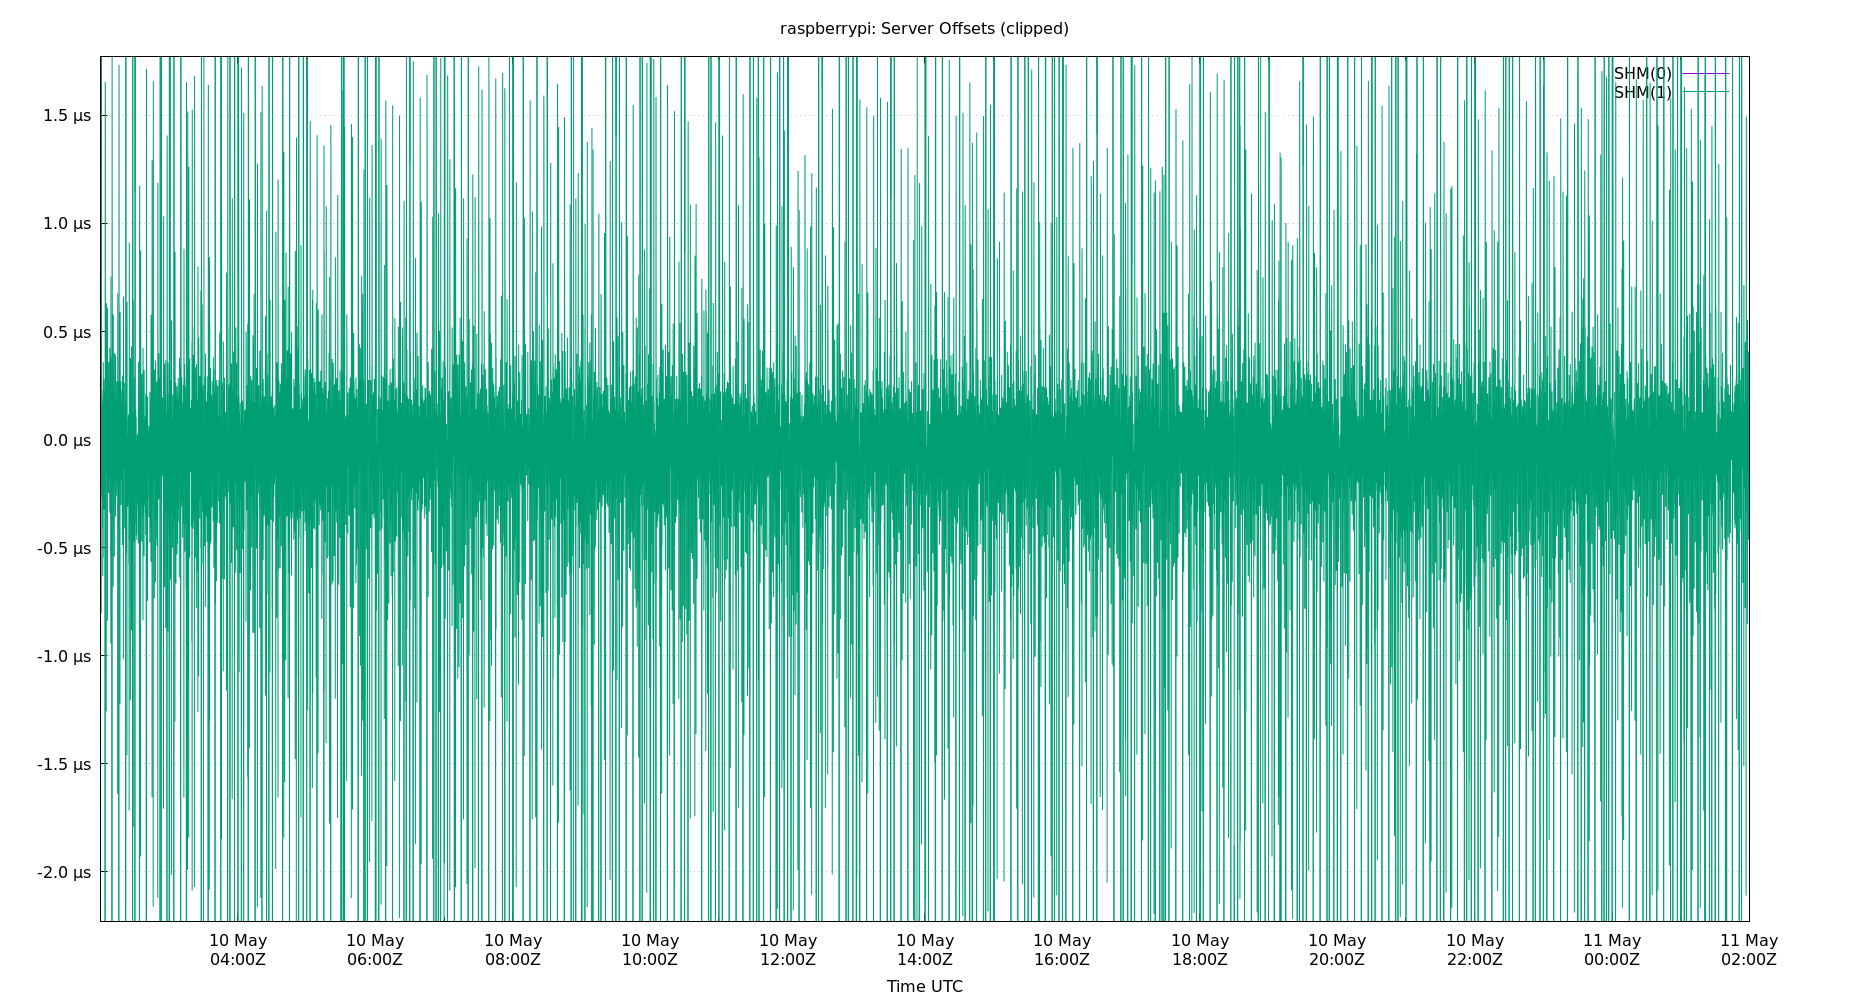 raspberrypi: Server Offsets (clipped)
SHM(0)
SHM(1)
1.5 µs
1.0 µs
0.5 µs
0.0 µs
-0.5 µs
-1.0 µs
-1.5 µs
-2.0 µs
10 May 10 May 10 May 10 May 10 May 10 May 10 May 10 May 10 May 10 May 11 May 11 May
04:00Z 06:00Z 08:00Z 10:00Z 12:00Z 14:00Z 16:00Z 18:00Z 20:00Z 22:00Z 00:00Z 02:00Z
Time UTC